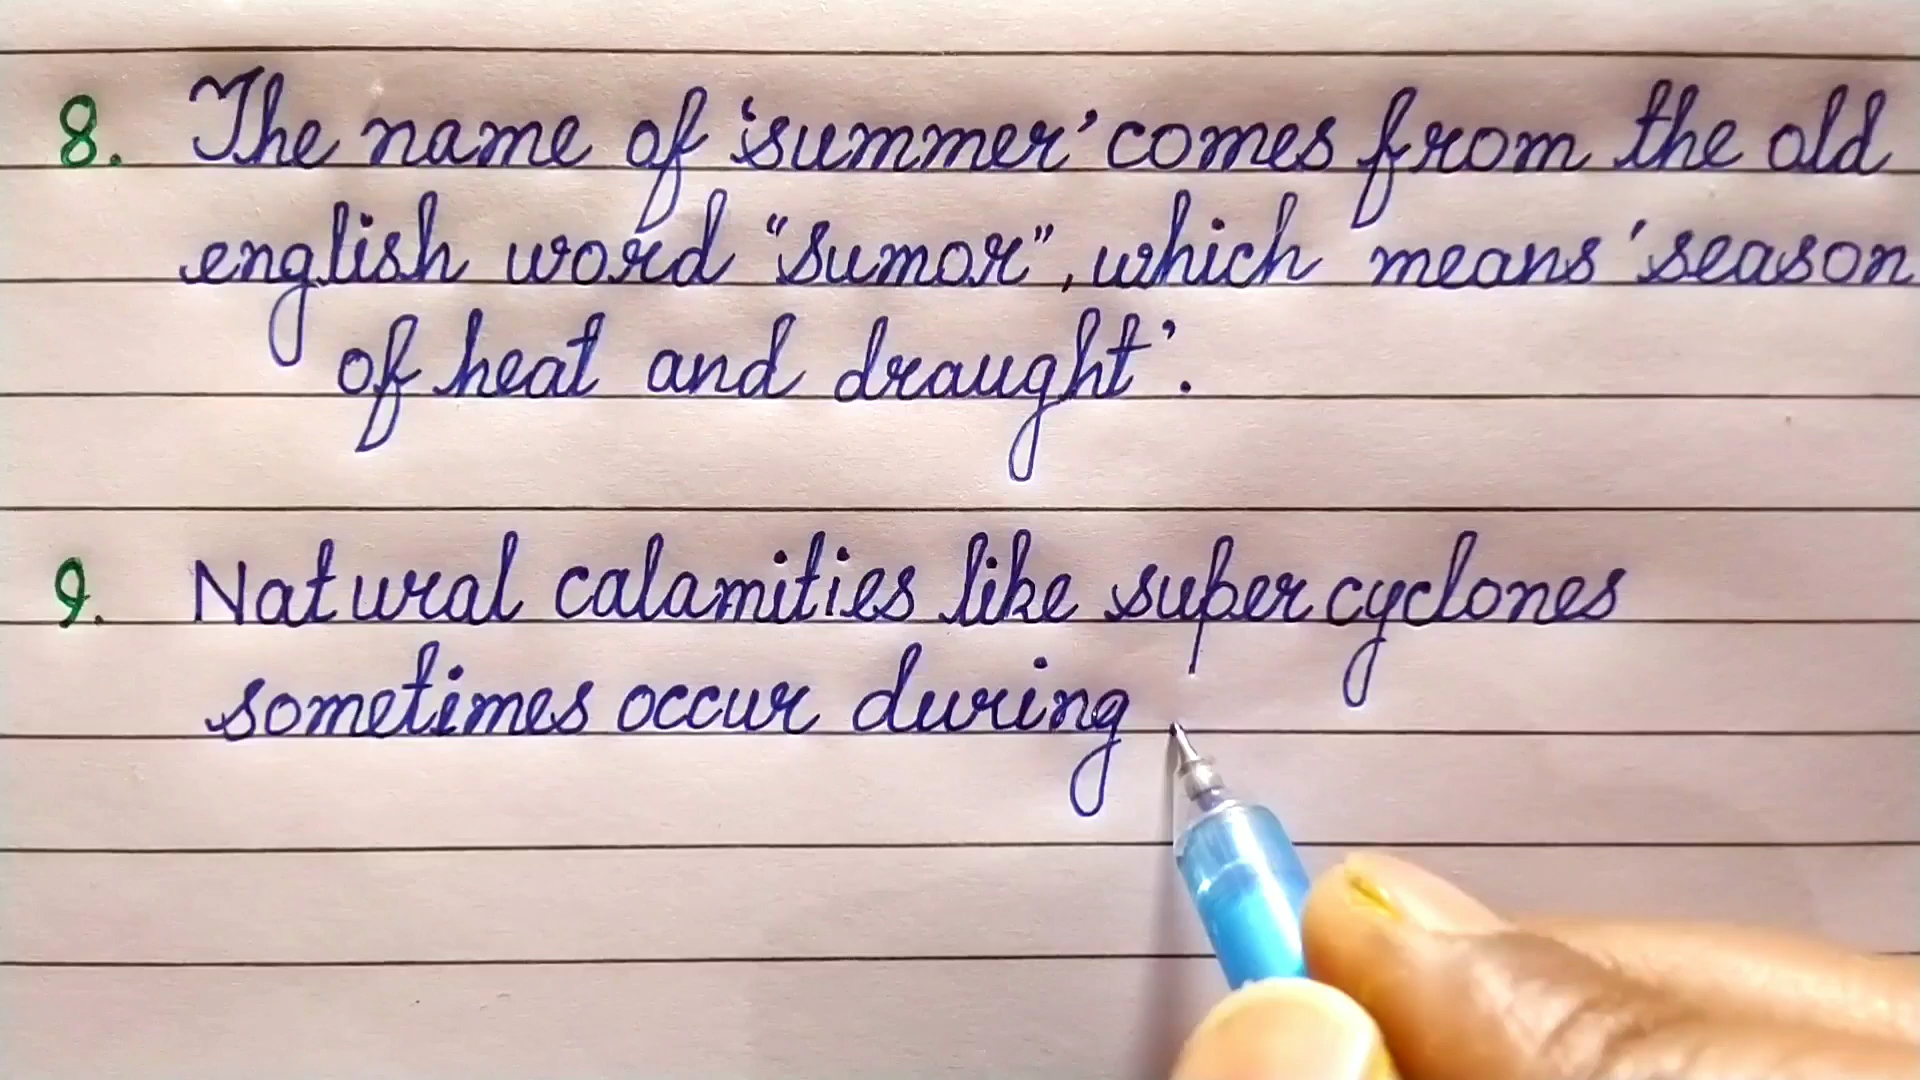 8. The name of 'summer' comes from the old
english word "sumor", which means 'season
of heat and draught'.
9. Natural calamities like super cyclones
sometimes occur during